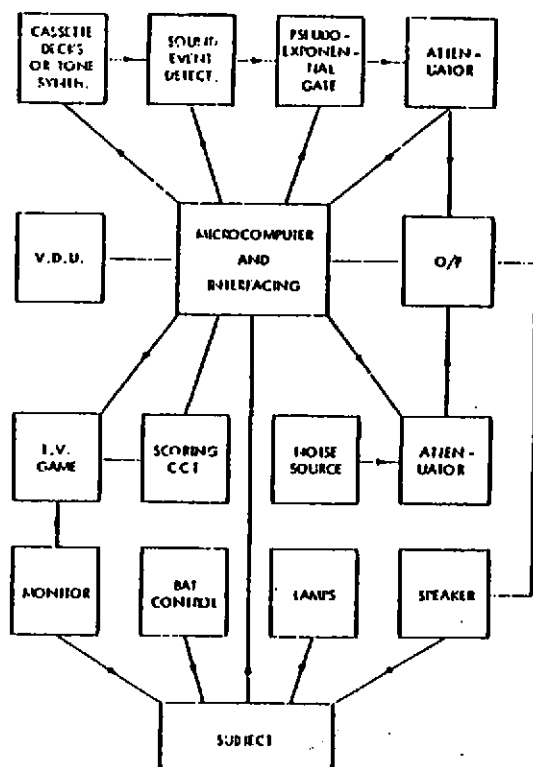 CASSETTE
DECKS
OR TONE
SYNTH.
SOUND
EVENT
DETECT.
PSEUDO-
EXPONEN-
TIAL
GATE
ATTEN-
UATOR
V.D.U.
MICROCOMPUTER
AND
INTERFACING
O/P
T.V.
GAME
SCORING
CCT
NOISE
SOURCE
ATTEN-
UATOR
MONITOR
BAT
CONTROL
LAMPS
SPEAKER
SUBJECT